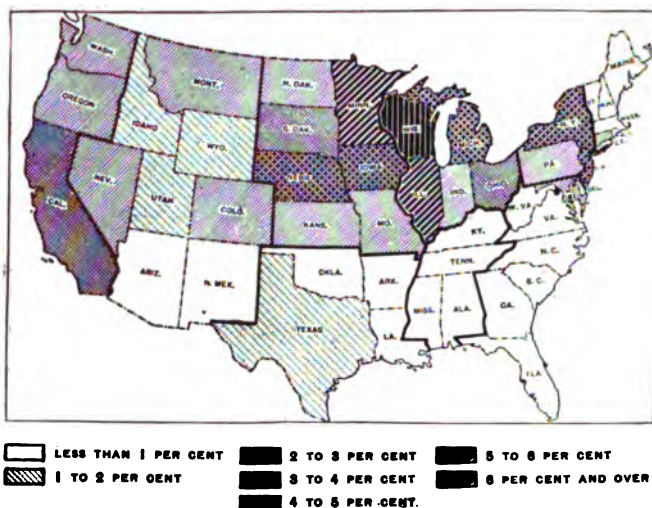 WASH.
MONT.
N. DAK.
MINN.
WIS.
MAINE
OREGON
IDAHO
S. DAK.
WYO.
N.Y.
NEBR.
IOWA
PA.
NEV.
UTAH
COLO.
ILL.
IND.
OHIO
CAL.
KANS.
MO.
W. VA.
VA.
KY.
ARIZ.
N. MEX.
OKLA.
ARK.
TENN.
N. C.
S. C.
TEXAS
LA.
MISS.
ALA.
GA.
FLA.
LESS THAN 1 PER CENT
1 TO 2 PER CENT
2 TO 3 PER CENT
3 TO 4 PER CENT
4 TO 5 PER CENT.
5 TO 6 PER CENT
6 PER CENT AND OVER